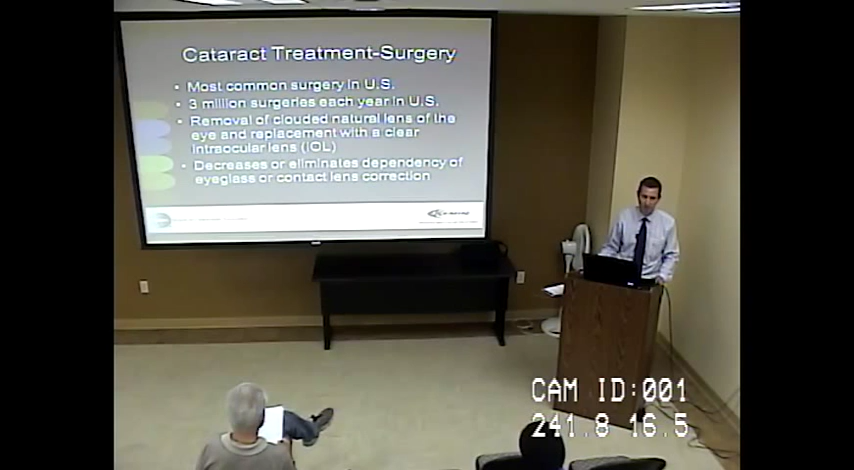 Cataract Treatment-Surgery
• Most common surgery in U.S.
• 3 million surgeries each year in U.S.
• Removal of clouded natural lens of the
eye and replacement with a clear
intraocular lens (IOL)
• Decreases or eliminates dependency of
eyeglass or contact lens correction
CAM ID:001
241.8 16.5